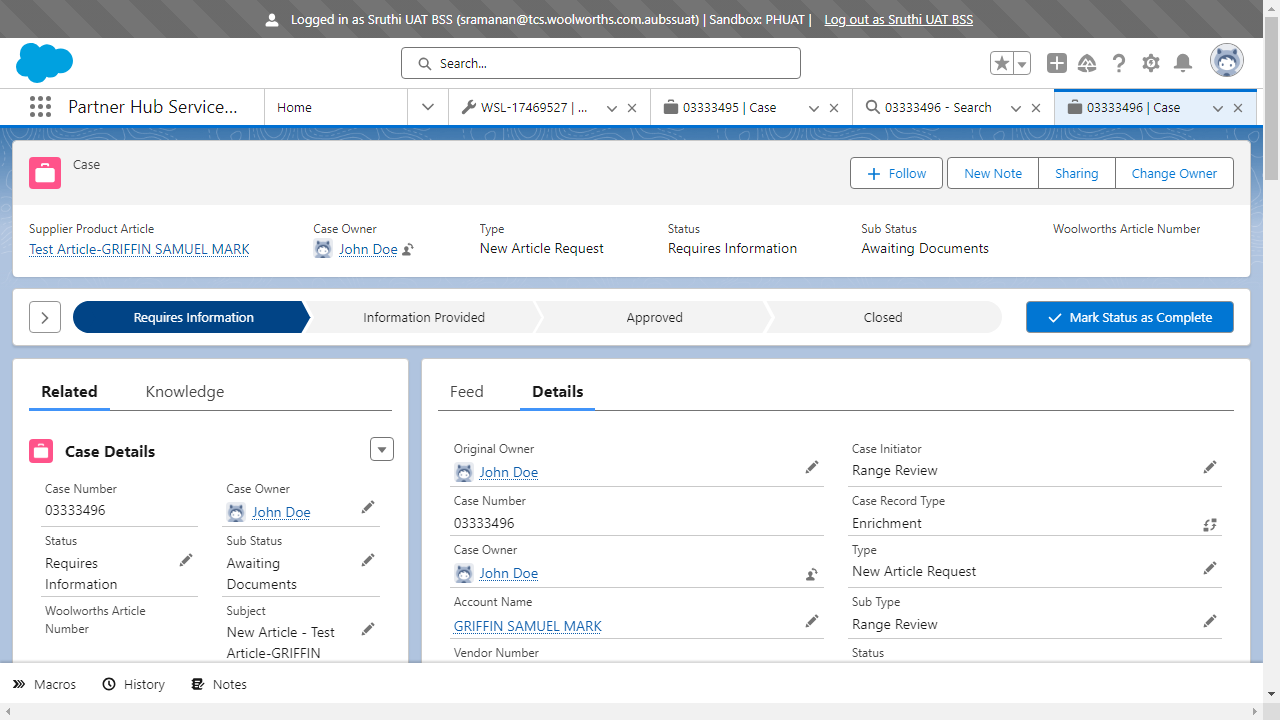 Logged in as Sruthi UAT BSS (sramanan@tcs.woolworths.com.aubssuat) | Sandbox: PHUAT | Log out as Sruthi UAT BSS
Search...
Partner Hub Service... Home WSL-17469527 | ... 03333495 | Case 03333496 - Search 03333496 | Case
Case
Follow New Note Sharing Change Owner
Supplier Product Article Case Owner Type Status Sub Status Woolworths Article Number
Test Article-GRIFFIN SAMUEL MARK John Doe New Article Request Requires Information Awaiting Documents
Requires Information Information Provided Approved Closed Mark Status as Complete
Related Knowledge
Case Details
Case Number Case Owner
03333496 John Doe
Status Sub Status
Requires Awaiting
Information Documents
Woolworths Article Subject
Number
New Article - Test
Article-GRIFFIN
Feed Details
Original Owner Case Initiator
John Doe Range Review
Case Number Case Record Type
03333496 Enrichment
Case Owner Type
John Doe New Article Request
Account Name Sub Type
GRIFFIN SAMUEL MARK Range Review
Vendor Number Status
Macros History Notes